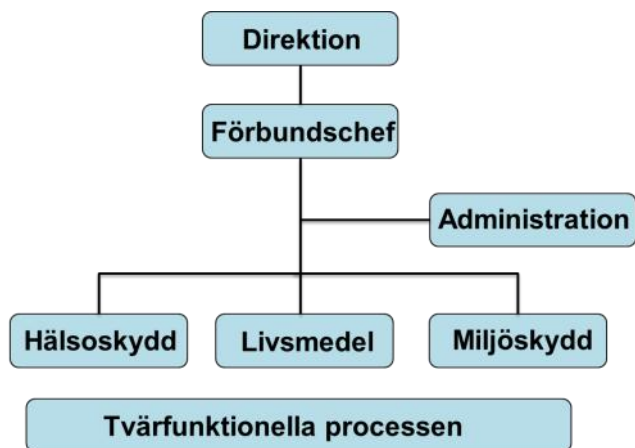 Direktion
Förbundschef
Administration
Hälsoskydd
Livsmedel
Miljöskydd
Tvärfunktionella processen